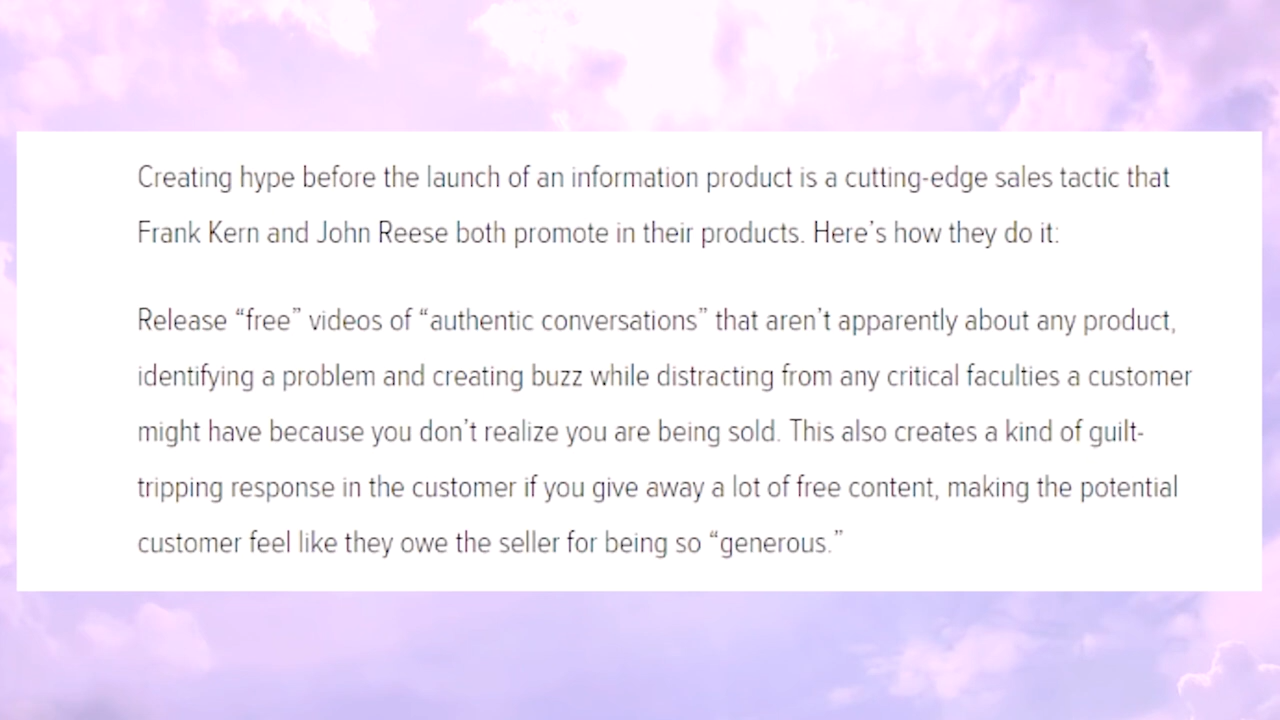 Creating hype before the launch of an information product is a cutting-edge sales tactic that
Frank Kern and John Reese both promote in their products. Here’s how they do it:
Release “free” videos of “authentic conversations” that aren’t apparently about any product,
identifying a problem and creating buzz while distracting from any critical faculties a customer
might have because you don’t realize you are being sold. This also creates a kind of guilt-
tripping response in the customer if you give away a lot of free content, making the potential
customer feel like they owe the seller for being so “generous.”